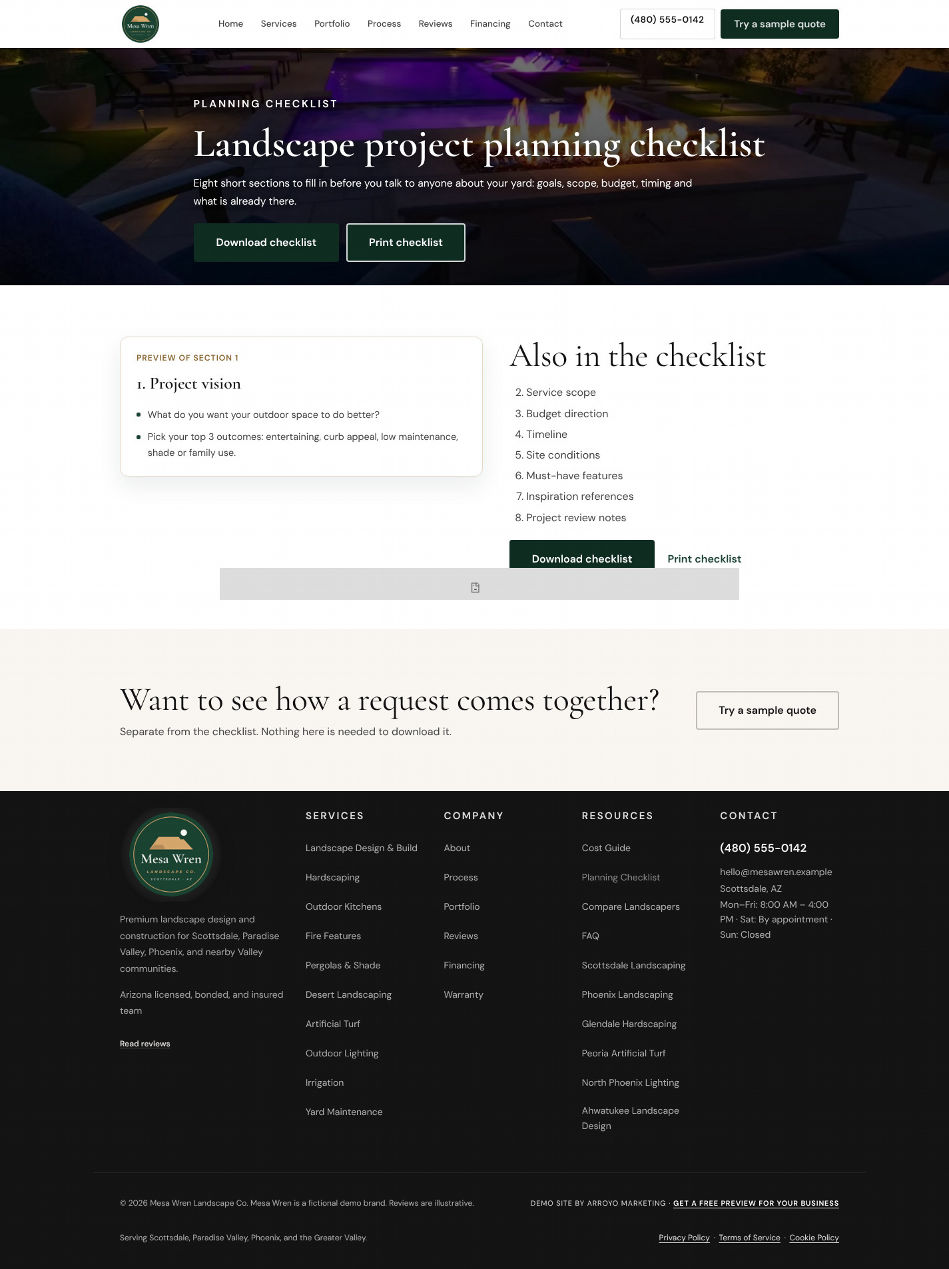 Mesa Wren
Home
Services
Portfolio
Process
Reviews
Financing
Contact
(480) 555-0142
Try a sample quote
PLANNING CHECKLIST
Landscape project planning checklist
Eight short sections to fill in before you talk to anyone about your yard: goals, scope, budget, timing and
what is already there.
Download checklist
Print checklist
PREVIEW OF SECTION 1
1. Project vision
What do you want your outdoor space to do better?
Pick your top 3 outcomes: entertaining, curb appeal, low maintenance,
shade or family use.
Also in the checklist
2. Service scope
3. Budget direction
4. Timeline
5. Site conditions
6. Must-have features
7. Inspiration references
8. Project review notes
Download checklist
Print checklist
Want to see how a request comes together?
Separate from the checklist. Nothing here is needed to download it.
Try a sample quote
Mesa Wren
LANDSCAPE CO.
SCOTTSDALE · AZ
Premium landscape design and
construction for Scottsdale, Paradise
Valley, Phoenix, and nearby Valley
communities.
Arizona licensed, bonded, and insured
team
Read reviews
SERVICES
Landscape Design & Build
Hardscaping
Outdoor Kitchens
Fire Features
Pergolas & Shade
Desert Landscaping
Artificial Turf
Outdoor Lighting
Irrigation
Yard Maintenance
COMPANY
About
Process
Portfolio
Reviews
Financing
Warranty
RESOURCES
Cost Guide
Planning Checklist
Compare Landscapers
FAQ
Scottsdale Landscaping
Phoenix Landscaping
Glendale Hardscaping
Peoria Artificial Turf
North Phoenix Lighting
Ahwatukee Landscape
Design
CONTACT
(480) 555-0142
hello@mesawren.example
Scottsdale, AZ
Mon–Fri: 8:00 AM – 4:00
PM · Sat: By appointment ·
Sun: Closed
© 2026 Mesa Wren Landscape Co. Mesa Wren is a fictional demo brand. Reviews are illustrative.
DEMO SITE BY ARROYO MARKETING · GET A FREE PREVIEW FOR YOUR BUSINESS
Serving Scottsdale, Paradise Valley, Phoenix, and the Greater Valley.
Privacy Policy · Terms of Service · Cookie Policy